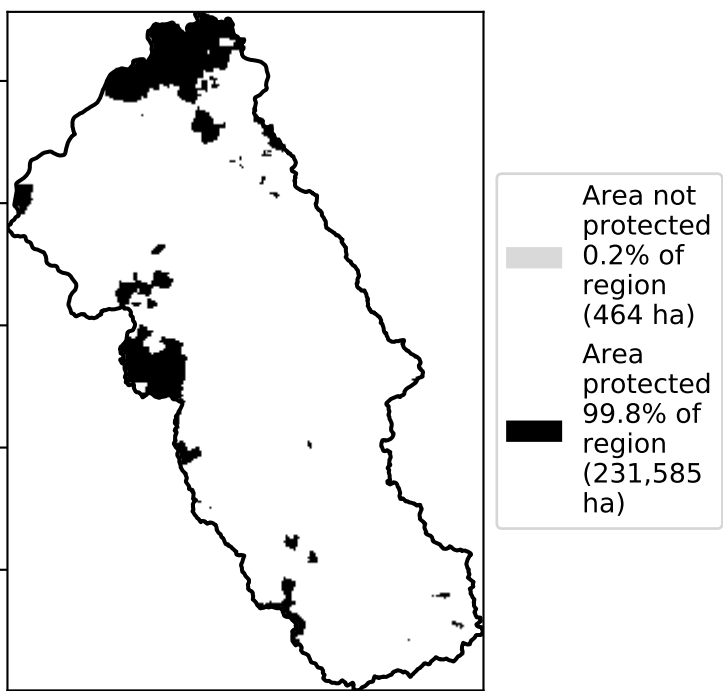 Area not
protected
0.2% of
region
(464 ha)
Area
protected
99.8% of
region
(231,585
ha)